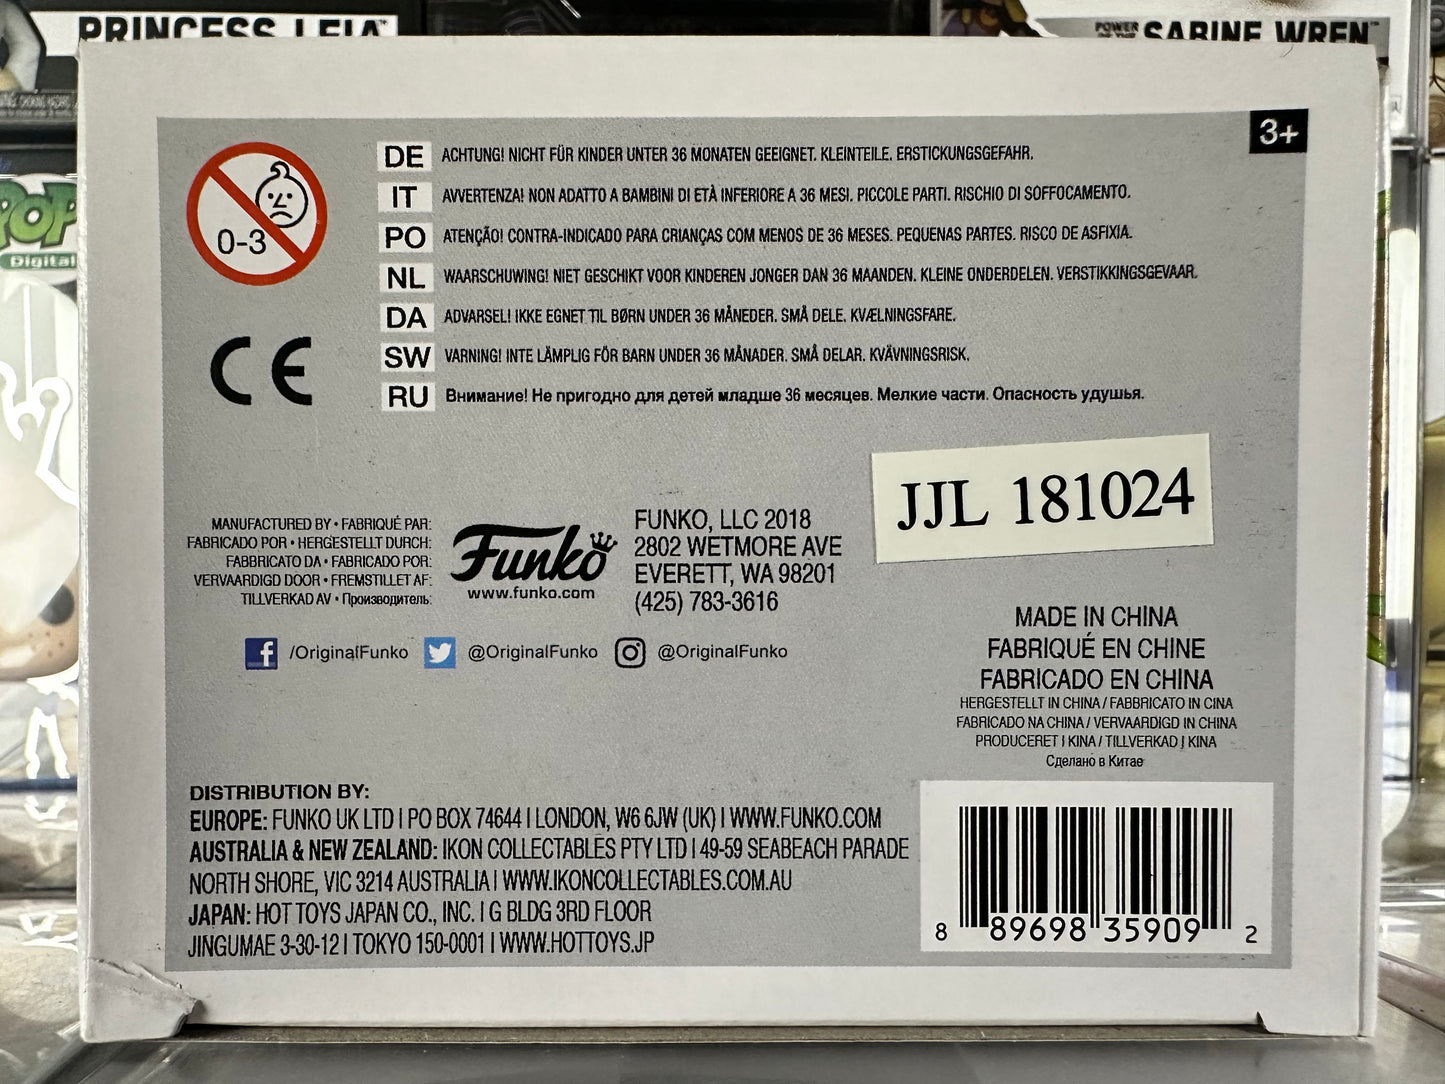 PRINCESS LEIA™
POWER
OF THE
SABINE WREN™
POP
Digital
3+
0-3
DE ACHTUNG! NICHT FÜR KINDER UNTER 36 MONATEN GEEIGNET. KLEINTEILE. ERSTICKUNGSGEFAHR.
IT AVVERTENZA! NON ADATTO A BAMBINI DI ETÀ INFERIORE A 36 MESI. PICCOLE PARTI. RISCHIO DI SOFFOCAMENTO.
PO ATENÇÃO! CONTRA-INDICADO PARA CRIANÇAS COM MENOS DE 36 MESES. PEQUENAS PARTES. RISCO DE ASFIXIA.
NL WAARSCHUWING! NIET GESCHIKT VOOR KINDEREN JONGER DAN 36 MAANDEN. KLEINE ONDERDELEN. VERSTIKKINGSGEVAAR.
DA ADVARSEL! IKKE EGNET TIL BØRN UNDER 36 MÅNEDER. SMÅ DELE. KVÆLNINGSFARE.
SW VARNING! INTE LÄMPLIG FÖR BARN UNDER 36 MÅNADER. SMÅ DELAR. KVÄVNINGSRISK.
RU Внимание! Не пригодно для детей младше 36 месяцев. Мелкие части. Опасность удушья.
CE
JJL 181024
MANUFACTURED BY • FABRIQUÉ PAR:
FABRICADO POR • HERGESTELLT DURCH:
FABBRICATO DA • FABRICADO POR:
VERVAARDIGD DOOR • FREMSTILLET AF:
TILLVERKAD AV • Производитель:
Funko
www.funko.com
FUNKO, LLC 2018
2802 WETMORE AVE
EVERETT, WA 98201
(425) 783-3616
/OriginalFunko @OriginalFunko @OriginalFunko
MADE IN CHINA
FABRIQUÉ EN CHINE
FABRICADO EN CHINA
HERGESTELLT IN CHINA / FABBRICATO IN CINA
FABRICADO NA CHINA / VERVAARDIGD IN CHINA
PRODUCERET I KINA / TILLVERKAD I KINA
Сделано в Китае
DISTRIBUTION BY:
EUROPE: FUNKO UK LTD | PO BOX 74644 | LONDON, W6 6JW (UK) | WWW.FUNKO.COM
AUSTRALIA & NEW ZEALAND: IKON COLLECTABLES PTY LTD | 49-59 SEABEACH PARADE
NORTH SHORE, VIC 3214 AUSTRALIA | WWW.IKONCOLLECTABLES.COM.AU
JAPAN: HOT TOYS JAPAN CO., INC. | G BLDG 3RD FLOOR
JINGUMAE 3-30-12 | TOKYO 150-0001 | WWW.HOTTOYS.JP
8 89698 35909 2